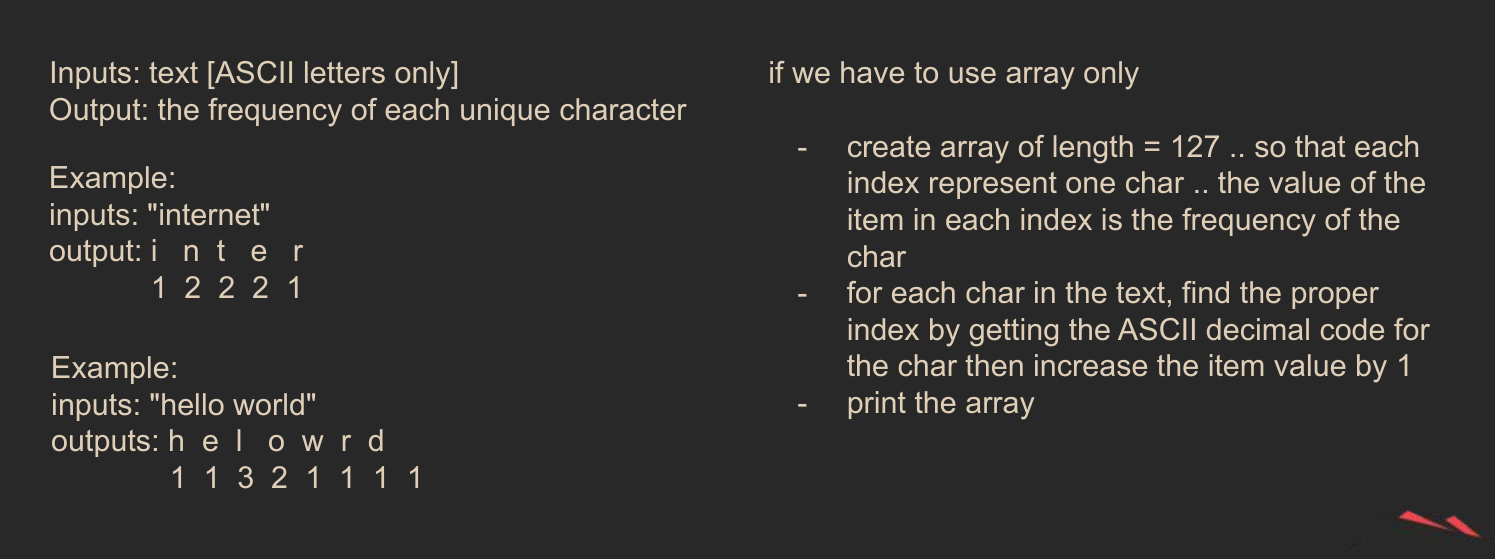 Inputs: text [ASCII letters only]
Output: the frequency of each unique character
Example:
inputs: "internet"
output: i n t e r
1 2 2 2 1
Example:
inputs: "hello world"
outputs: h e l o w r d
1 1 3 2 1 1 1 1
if we have to use array only
- create array of length = 127 .. so that each
index represent one char .. the value of the
item in each index is the frequency of the
char
- for each char in the text, find the proper
index by getting the ASCII decimal code for
the char then increase the item value by 1
- print the array